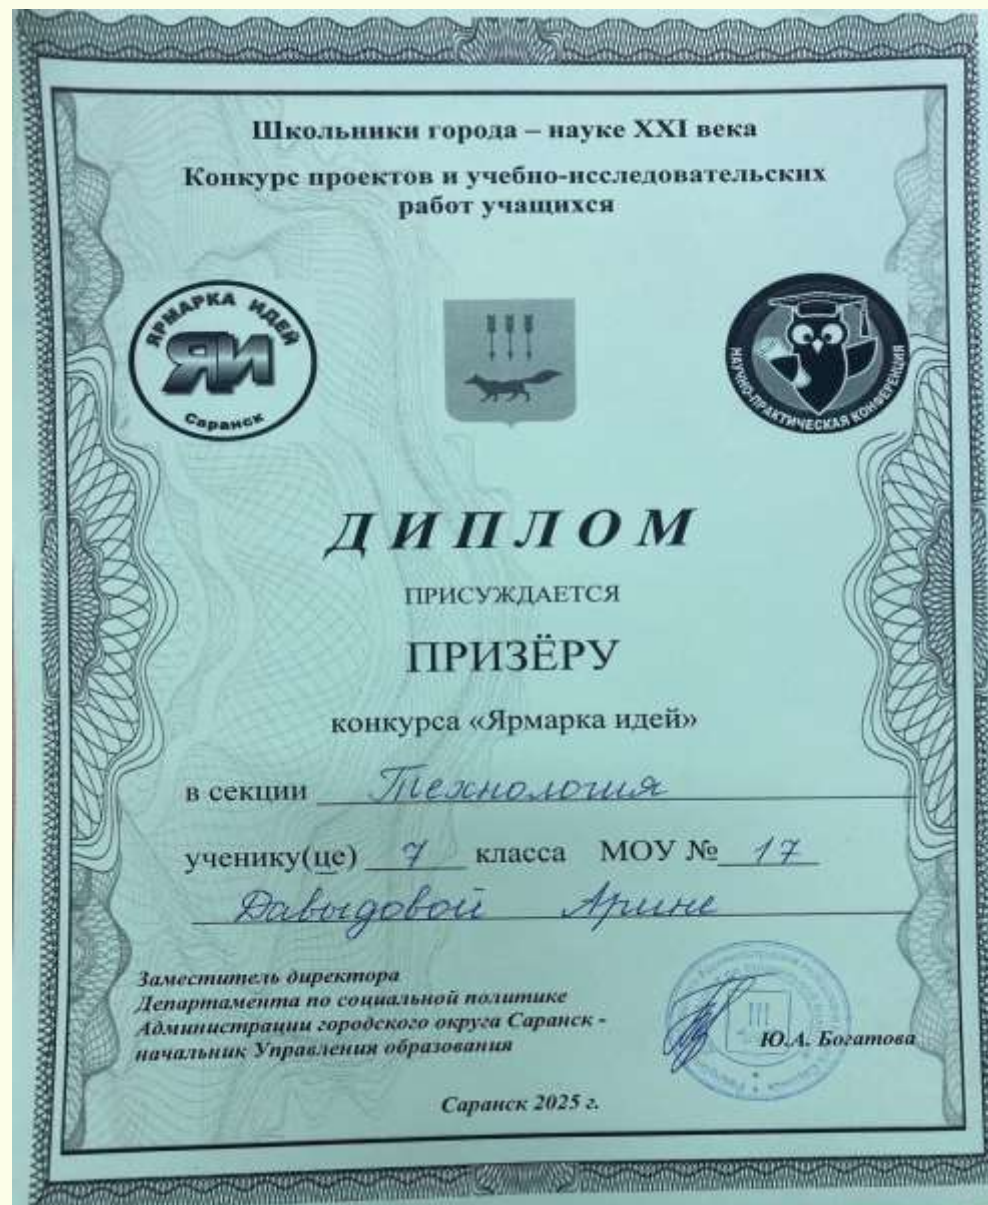 Школьники города – науке XXI века
Конкурс проектов и учебно-исследовательских
работ учащихся
ЯРМАРКА ИДЕЙ
ЯИ
Саранск
НАУЧНО-ПРАКТИЧЕСКАЯ КОНФЕРЕНЦИЯ
ДИПЛОМ
ПРИСУЖДАЕТСЯ
ПРИЗЁРУ
конкурса «Ярмарка идей»
в секции Технология
ученику(це) 7 класса МОУ № 17
Давыдовой Арине
Заместитель директора
Департамента по социальной политике
Администрации городского округа Саранск -
начальник Управления образования
Ю.А. Богатова
Саранск 2025 г.